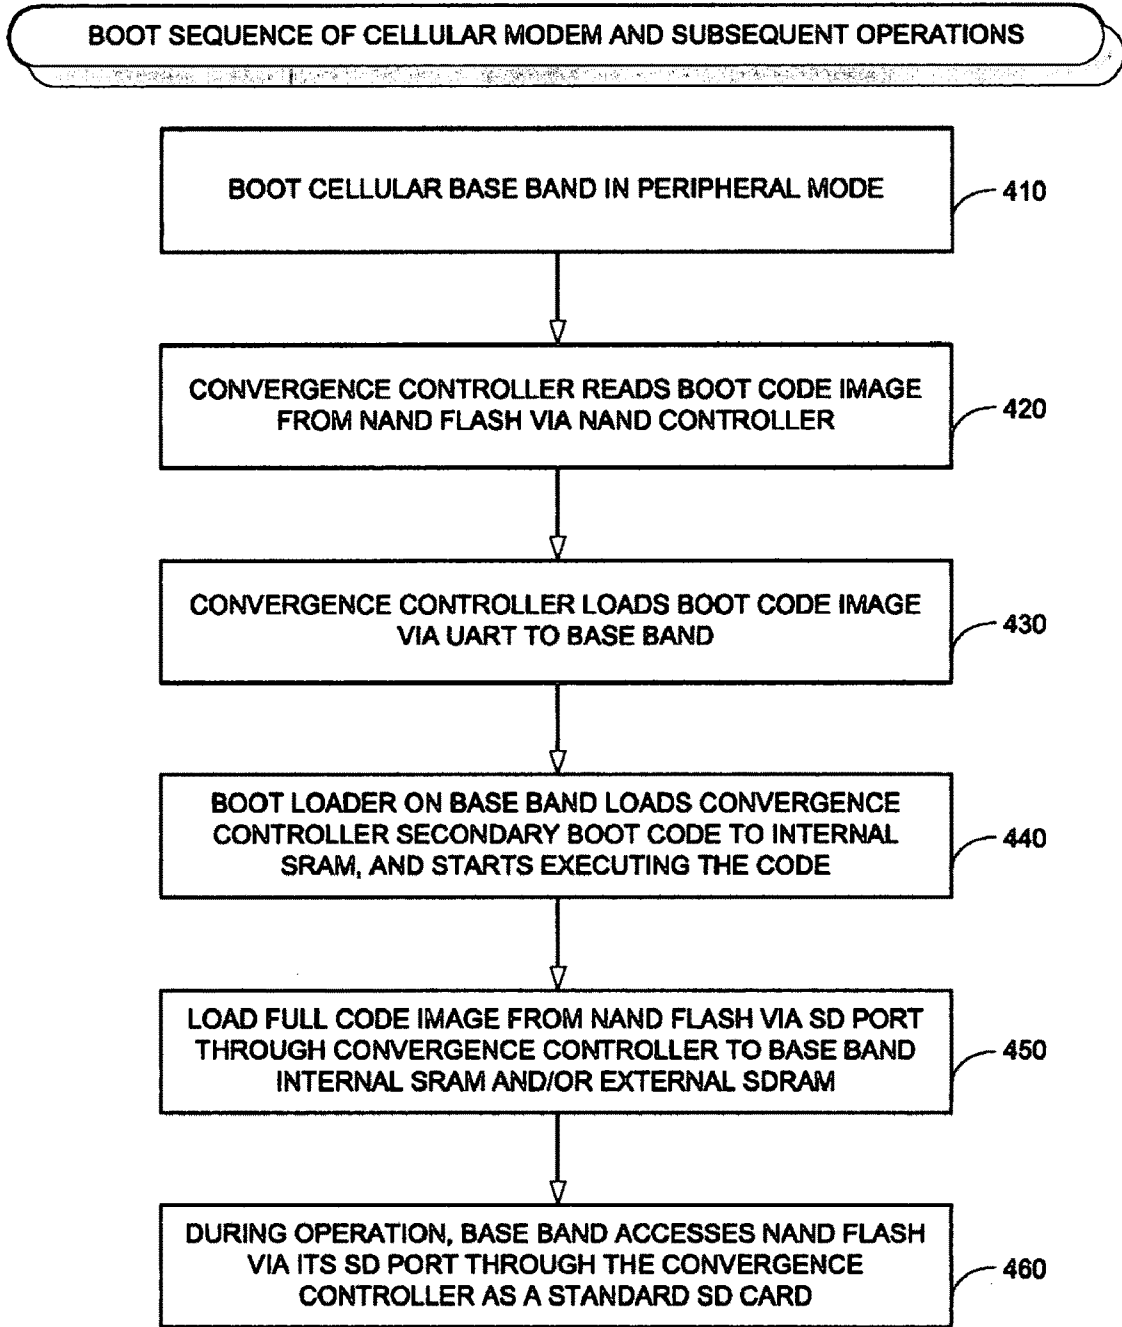 BOOT SEQUENCE OF CELLULAR MODEM AND SUBSEQUENT OPERATIONS
BOOT CELLULAR BASE BAND IN PERIPHERAL MODE
410
CONVERGENCE CONTROLLER READS BOOT CODE IMAGE
FROM NAND FLASH VIA NAND CONTROLLER
420
CONVERGENCE CONTROLLER LOADS BOOT CODE IMAGE
VIA UART TO BASE BAND
430
BOOT LOADER ON BASE BAND LOADS CONVERGENCE
CONTROLLER SECONDARY BOOT CODE TO INTERNAL
SRAM, AND STARTS EXECUTING THE CODE
440
LOAD FULL CODE IMAGE FROM NAND FLASH VIA SD PORT
THROUGH CONVERGENCE CONTROLLER TO BASE BAND
INTERNAL SRAM AND/OR EXTERNAL SDRAM
450
DURING OPERATION, BASE BAND ACCESSES NAND FLASH
VIA ITS SD PORT THROUGH THE CONVERGENCE
CONTROLLER AS A STANDARD SD CARD
460